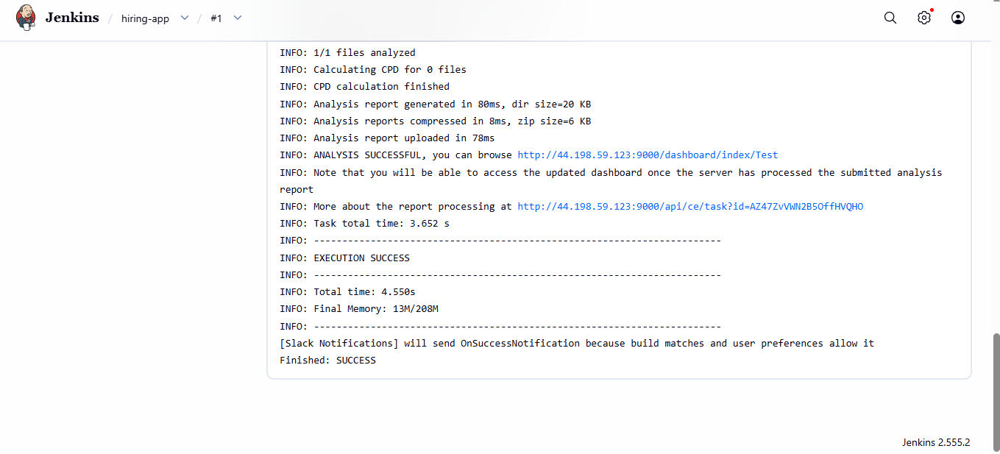 Jenkins / hiring-app / #1
INFO: 1/1 files analyzed
INFO: Calculating CPD for 0 files
INFO: CPD calculation finished
INFO: Analysis report generated in 80ms, dir size=20 KB
INFO: Analysis reports compressed in 8ms, zip size=6 KB
INFO: Analysis report uploaded in 78ms
INFO: ANALYSIS SUCCESSFUL, you can browse http://44.198.59.123:9000/dashboard/index/Test
INFO: Note that you will be able to access the updated dashboard once the server has processed the submitted analysis
report
INFO: More about the report processing at http://44.198.59.123:9000/api/ce/task?id=AZ47ZvVWN2B5OffHVQHO
INFO: Task total time: 3.652 s
INFO: ------------------------------------------------------------------------
INFO: EXECUTION SUCCESS
INFO: ------------------------------------------------------------------------
INFO: Total time: 4.550s
INFO: Final Memory: 13M/208M
INFO: ------------------------------------------------------------------------
[Slack Notifications] will send OnSuccessNotification because build matches and user preferences allow it
Finished: SUCCESS
Jenkins 2.555.2